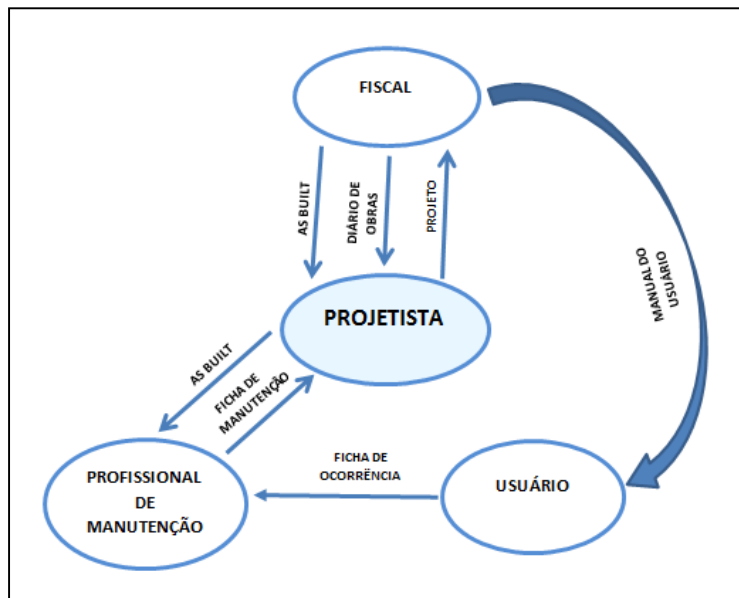 FISCAL
AS BUILT
DIÁRIO DE
OBRAS
PROJETO
MANUAL DO
USUÁRIO
PROJETISTA
AS BUILT
FICHA DE
MANUTENÇÃO
PROFISSIONAL
DE
MANUTENÇÃO
FICHA DE
OCORRÊNCIA
USUÁRIO